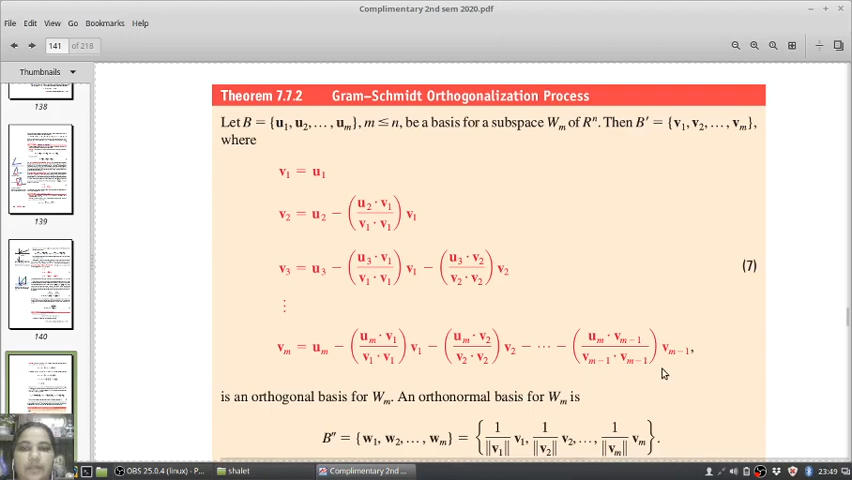 Complimentary 2nd sem 2020.pdf
File Edit View Go Bookmarks Help
141 of 218
Thumbnails
138
139
140
Theorem 7.7.2 Gram–Schmidt Orthogonalization Process
Let B = {u₁, u₂, . . . , uₘ}, m ≤ n, be a basis for a subspace Wₘ of Rⁿ. Then B′ = {v₁, v₂, . . . , vₘ},
where
v₁ = u₁
v₂ = u₂ − (u₂ · v₁ / v₁ · v₁) v₁
v₃ = u₃ − (u₃ · v₁ / v₁ · v₁) v₁ − (u₃ · v₂ / v₂ · v₂) v₂ (7)
⋮
vₘ = uₘ − (uₘ · v₁ / v₁ · v₁) v₁ − (uₘ · v₂ / v₂ · v₂) v₂ − ··· − (uₘ · vₘ₋₁ / vₘ₋₁ · vₘ₋₁) vₘ₋₁,
is an orthogonal basis for Wₘ. An orthonormal basis for Wₘ is
B″ = {w₁, w₂, . . . , wₘ} = {1/||v₁|| v₁, 1/||v₂|| v₂, . . . , 1/||vₘ|| vₘ}.
OBS 25.0.4 (linux) - P... shalet Complimentary 2nd ... 23:49